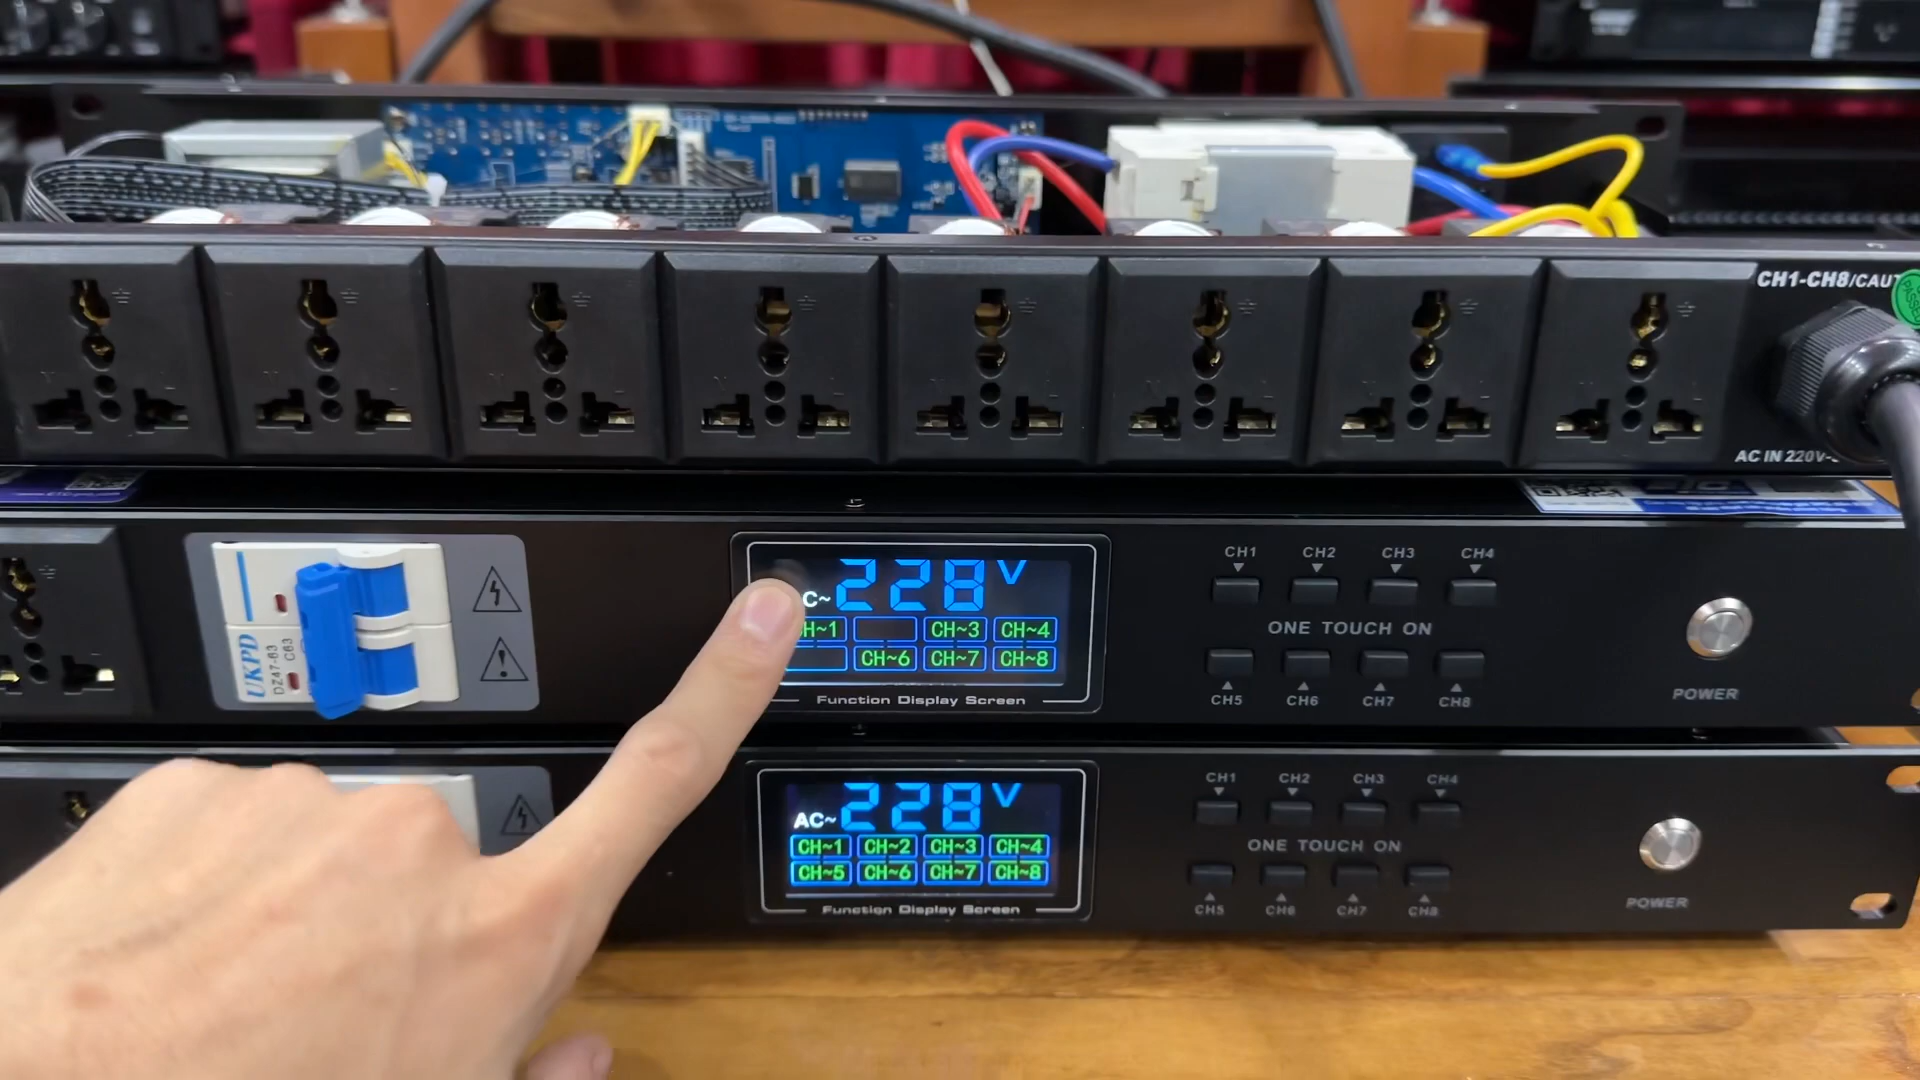 CH1-CH8/CAUT
PASSED
AC IN 220V-
UKPD
DZ47-63
C63
C~ 228 V
H~1 CH~3 CH~4
CH~6 CH~7 CH~8
Function Display Screen
CH1 CH2 CH3 CH4
ONE TOUCH ON
CH5 CH6 CH7 CH8
POWER
AC~ 228 V
CH~1 CH~2 CH~3 CH~4
CH~5 CH~6 CH~7 CH~8
Function Display Screen
CH1 CH2 CH3 CH4
ONE TOUCH ON
CH5 CH6 CH7 CH8
POWER